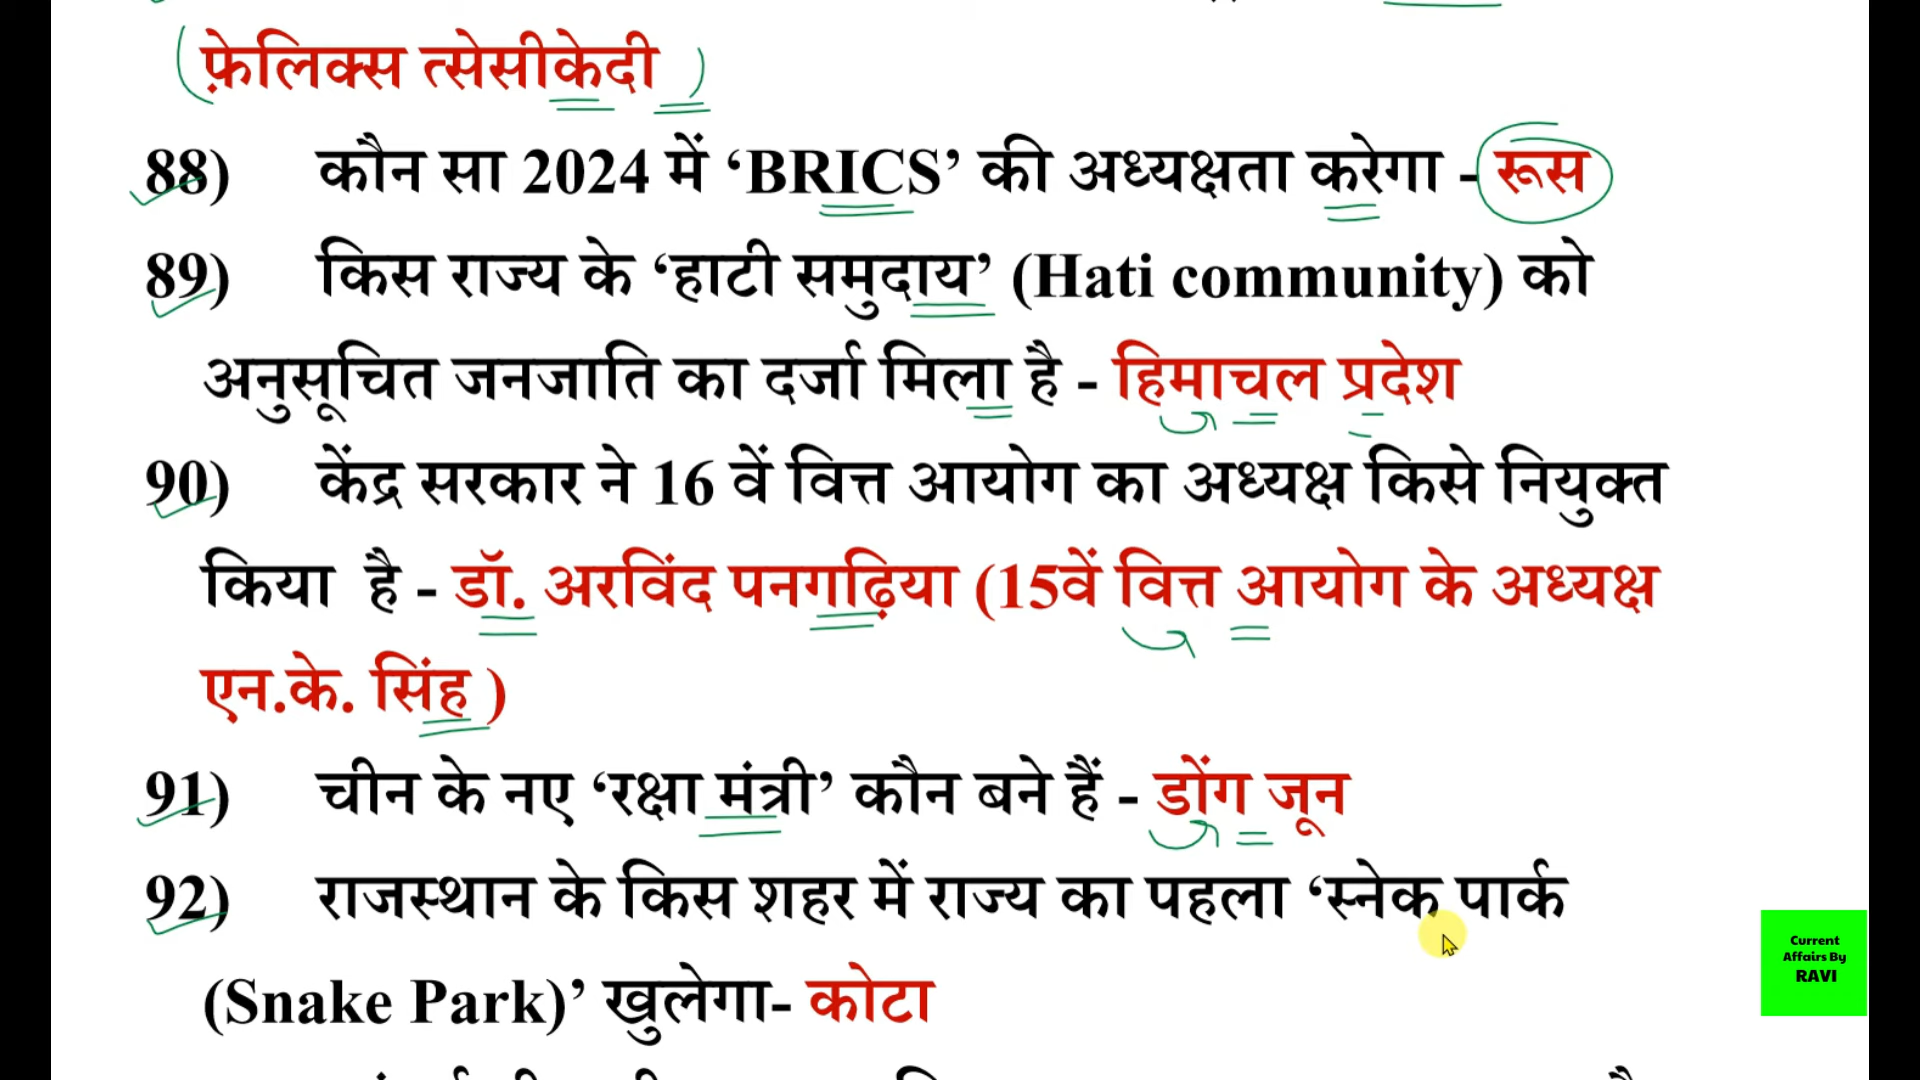 (फ़ेलिक्स त्सेसीकेदी )
88) कौन सा 2024 में ‘BRICS’ की अध्यक्षता करेगा - रूस
89) किस राज्य के ‘हाटी समुदाय’ (Hati community) को
अनुसूचित जनजाति का दर्जा मिला है - हिमाचल प्रदेश
90) केंद्र सरकार ने 16 वें वित्त आयोग का अध्यक्ष किसे नियुक्त
किया है - डॉ. अरविंद पनगढ़िया (15वें वित्त आयोग के अध्यक्ष
एन.के. सिंह )
91) चीन के नए ‘रक्षा मंत्री’ कौन बने हैं - डोंग जून
92) राजस्थान के किस शहर में राज्य का पहला ‘स्नेक पार्क
(Snake Park)’ खुलेगा- कोटा
Current
Affairs By
RAVI